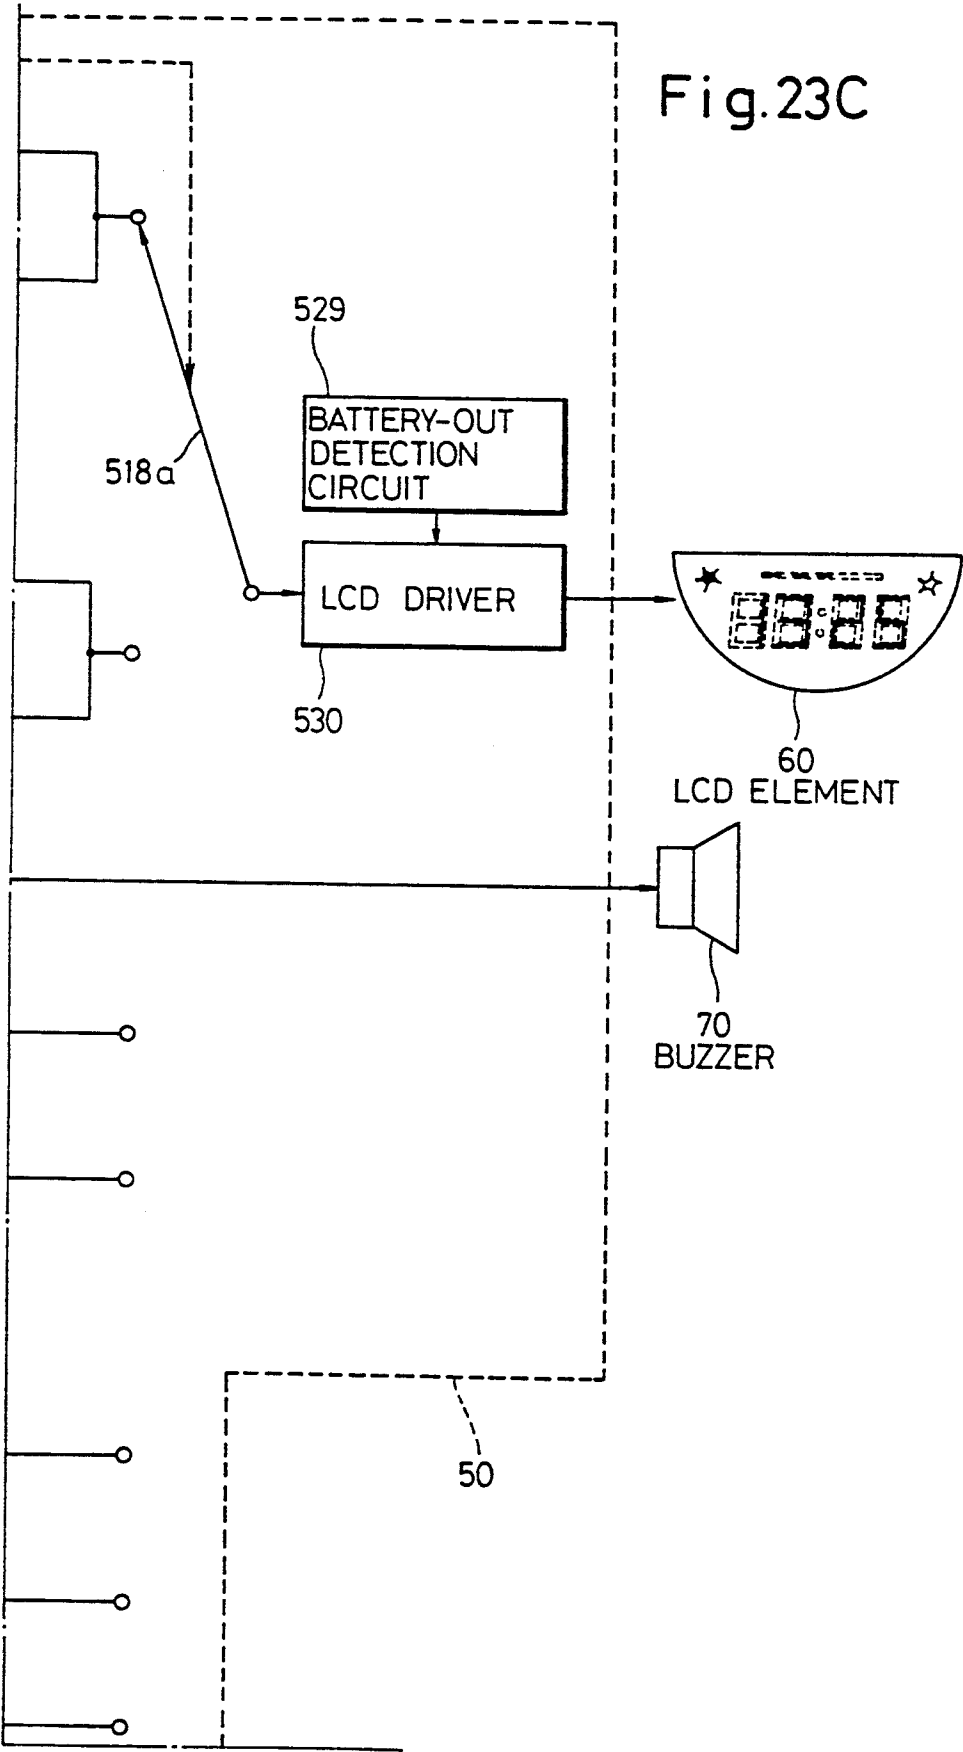 Fig.23C
529
BATTERY-OUT
DETECTION
CIRCUIT
518a
LCD DRIVER
530
60
LCD ELEMENT
70
BUZZER
50